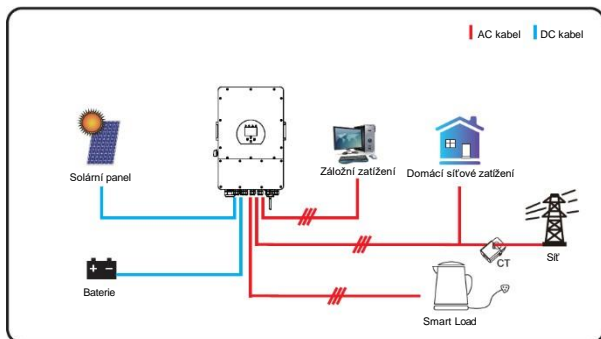 AC kabel
DC kabel
Solární panel
Záložní zatížení
Domácí síťové zatížení
CT
Síť
Baterie
Smart Load